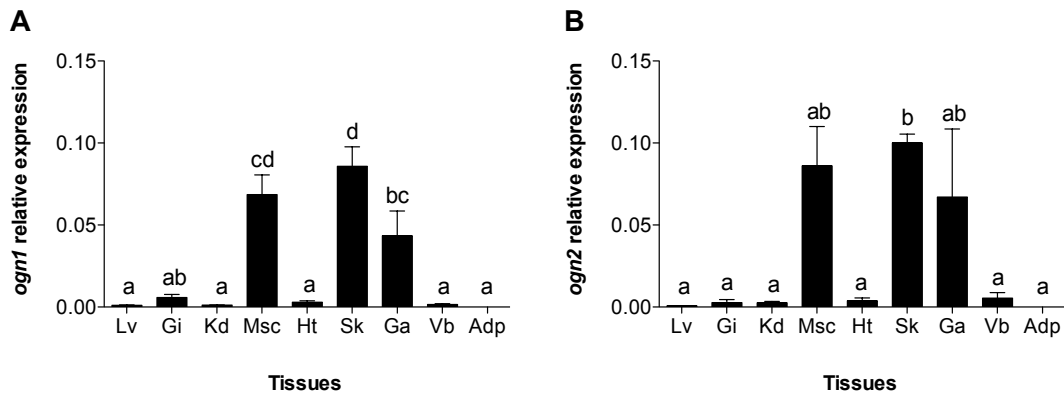 A
ogn1 relative expression
0.15
0.10
0.05
0.00
a
ab
a
cd
a
d
bc
a
a
Lv Gi Kd Msc Ht Sk Ga Vb Adp
Tissues
B
ogn2 relative expression
0.15
0.10
0.05
0.00
a
a
a
ab
a
b
ab
a
a
Lv Gi Kd Msc Ht Sk Ga Vb Adp
Tissues